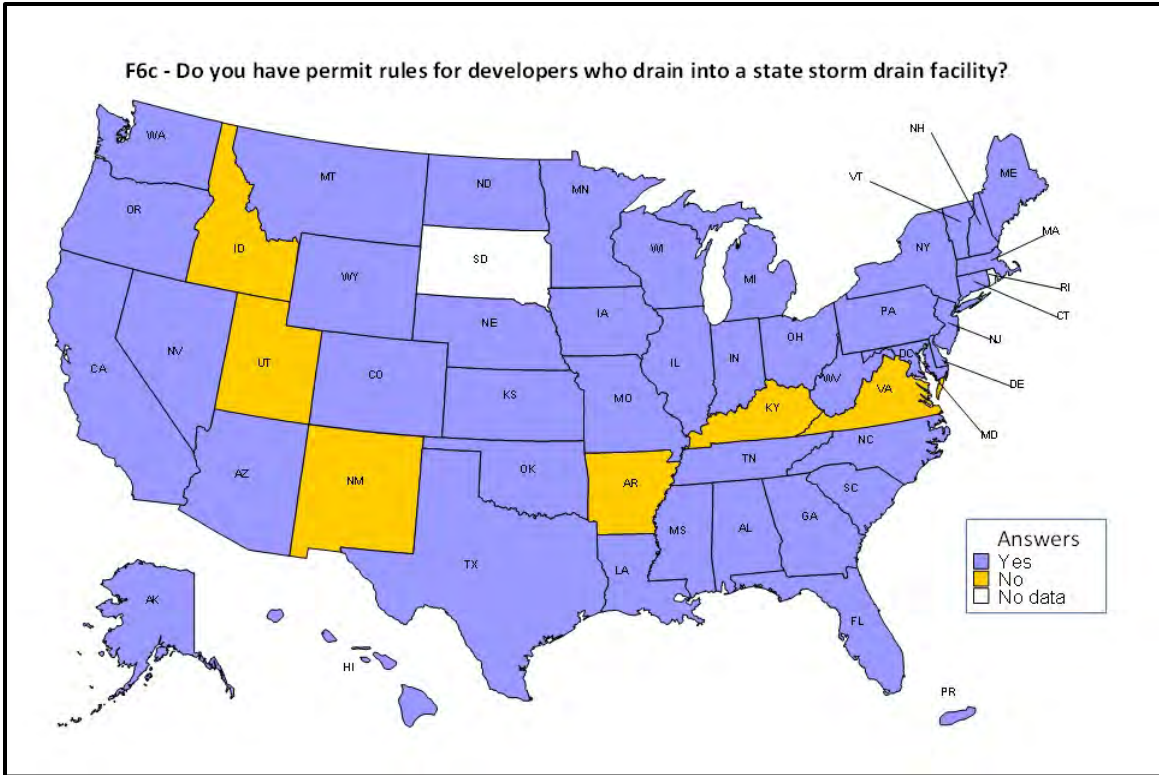 F6c - Do you have permit rules for developers who drain into a state storm drain facility?
NH
WA
VT
ME
MT
ND
MN
OR
MA
NY
WI
ID
SD
MI
WY
RI
IA
PA
CT
NE
OH
NJ
IL
IN
DC
NV
UT
CO
WV
VA
DE
CA
KS
MO
KY
MD
NC
TN
OK
AZ
NM
AR
SC
GA
MS
AL
TX
LA
Answers
Yes
No
No data
AK
FL
HI
PR